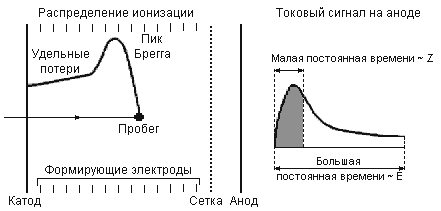 Распределение ионизации
Токовый сигнал на аноде
Удельные
потери
Пик
Брегга
Пробег
Формирующие электроды
Катод
Сетка
Анод
Малая постоянная времени ~ Z
Большая
постоянная времени ~ E